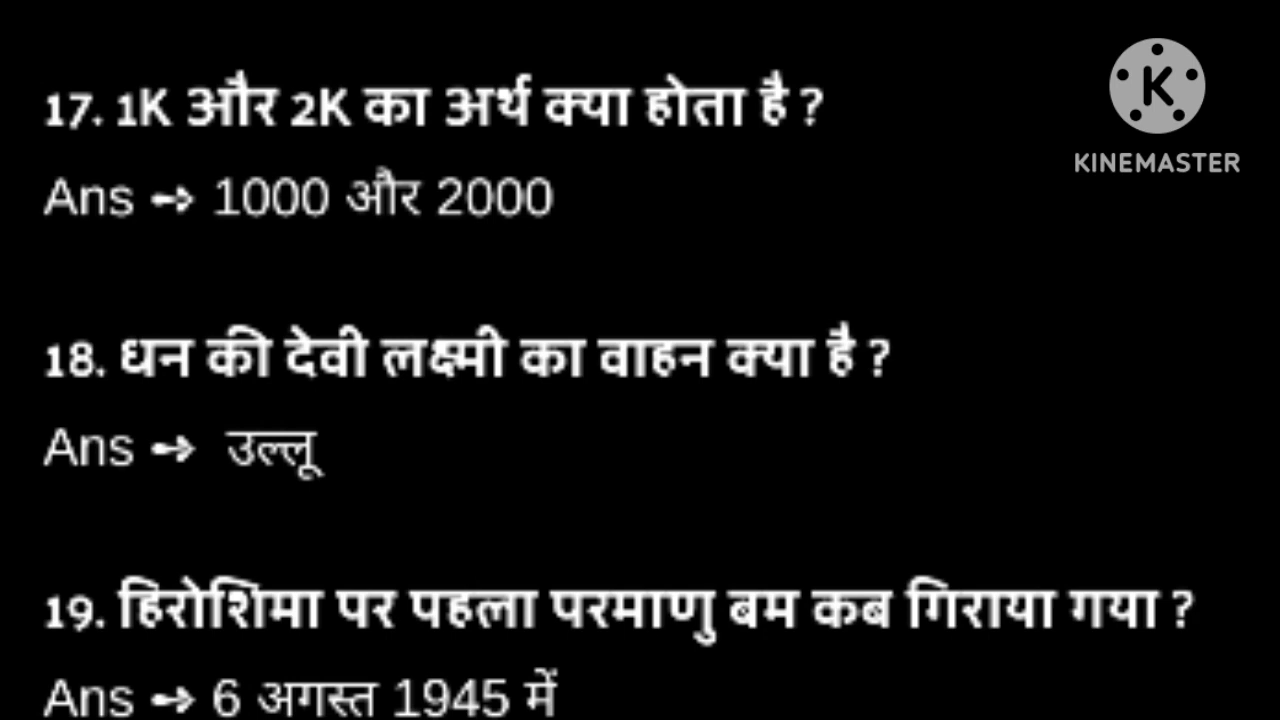 17. 1K और 2K का अर्थ क्या होता है ?
KINEMASTER
Ans ➻ 1000 और 2000
18. धन की देवी लक्ष्मी का वाहन क्या है ?
Ans ➻ उल्लू
19. हिरोशिमा पर पहला परमाणु बम कब गिराया गया ?
Ans ➻ 6 अगस्त 1945 में